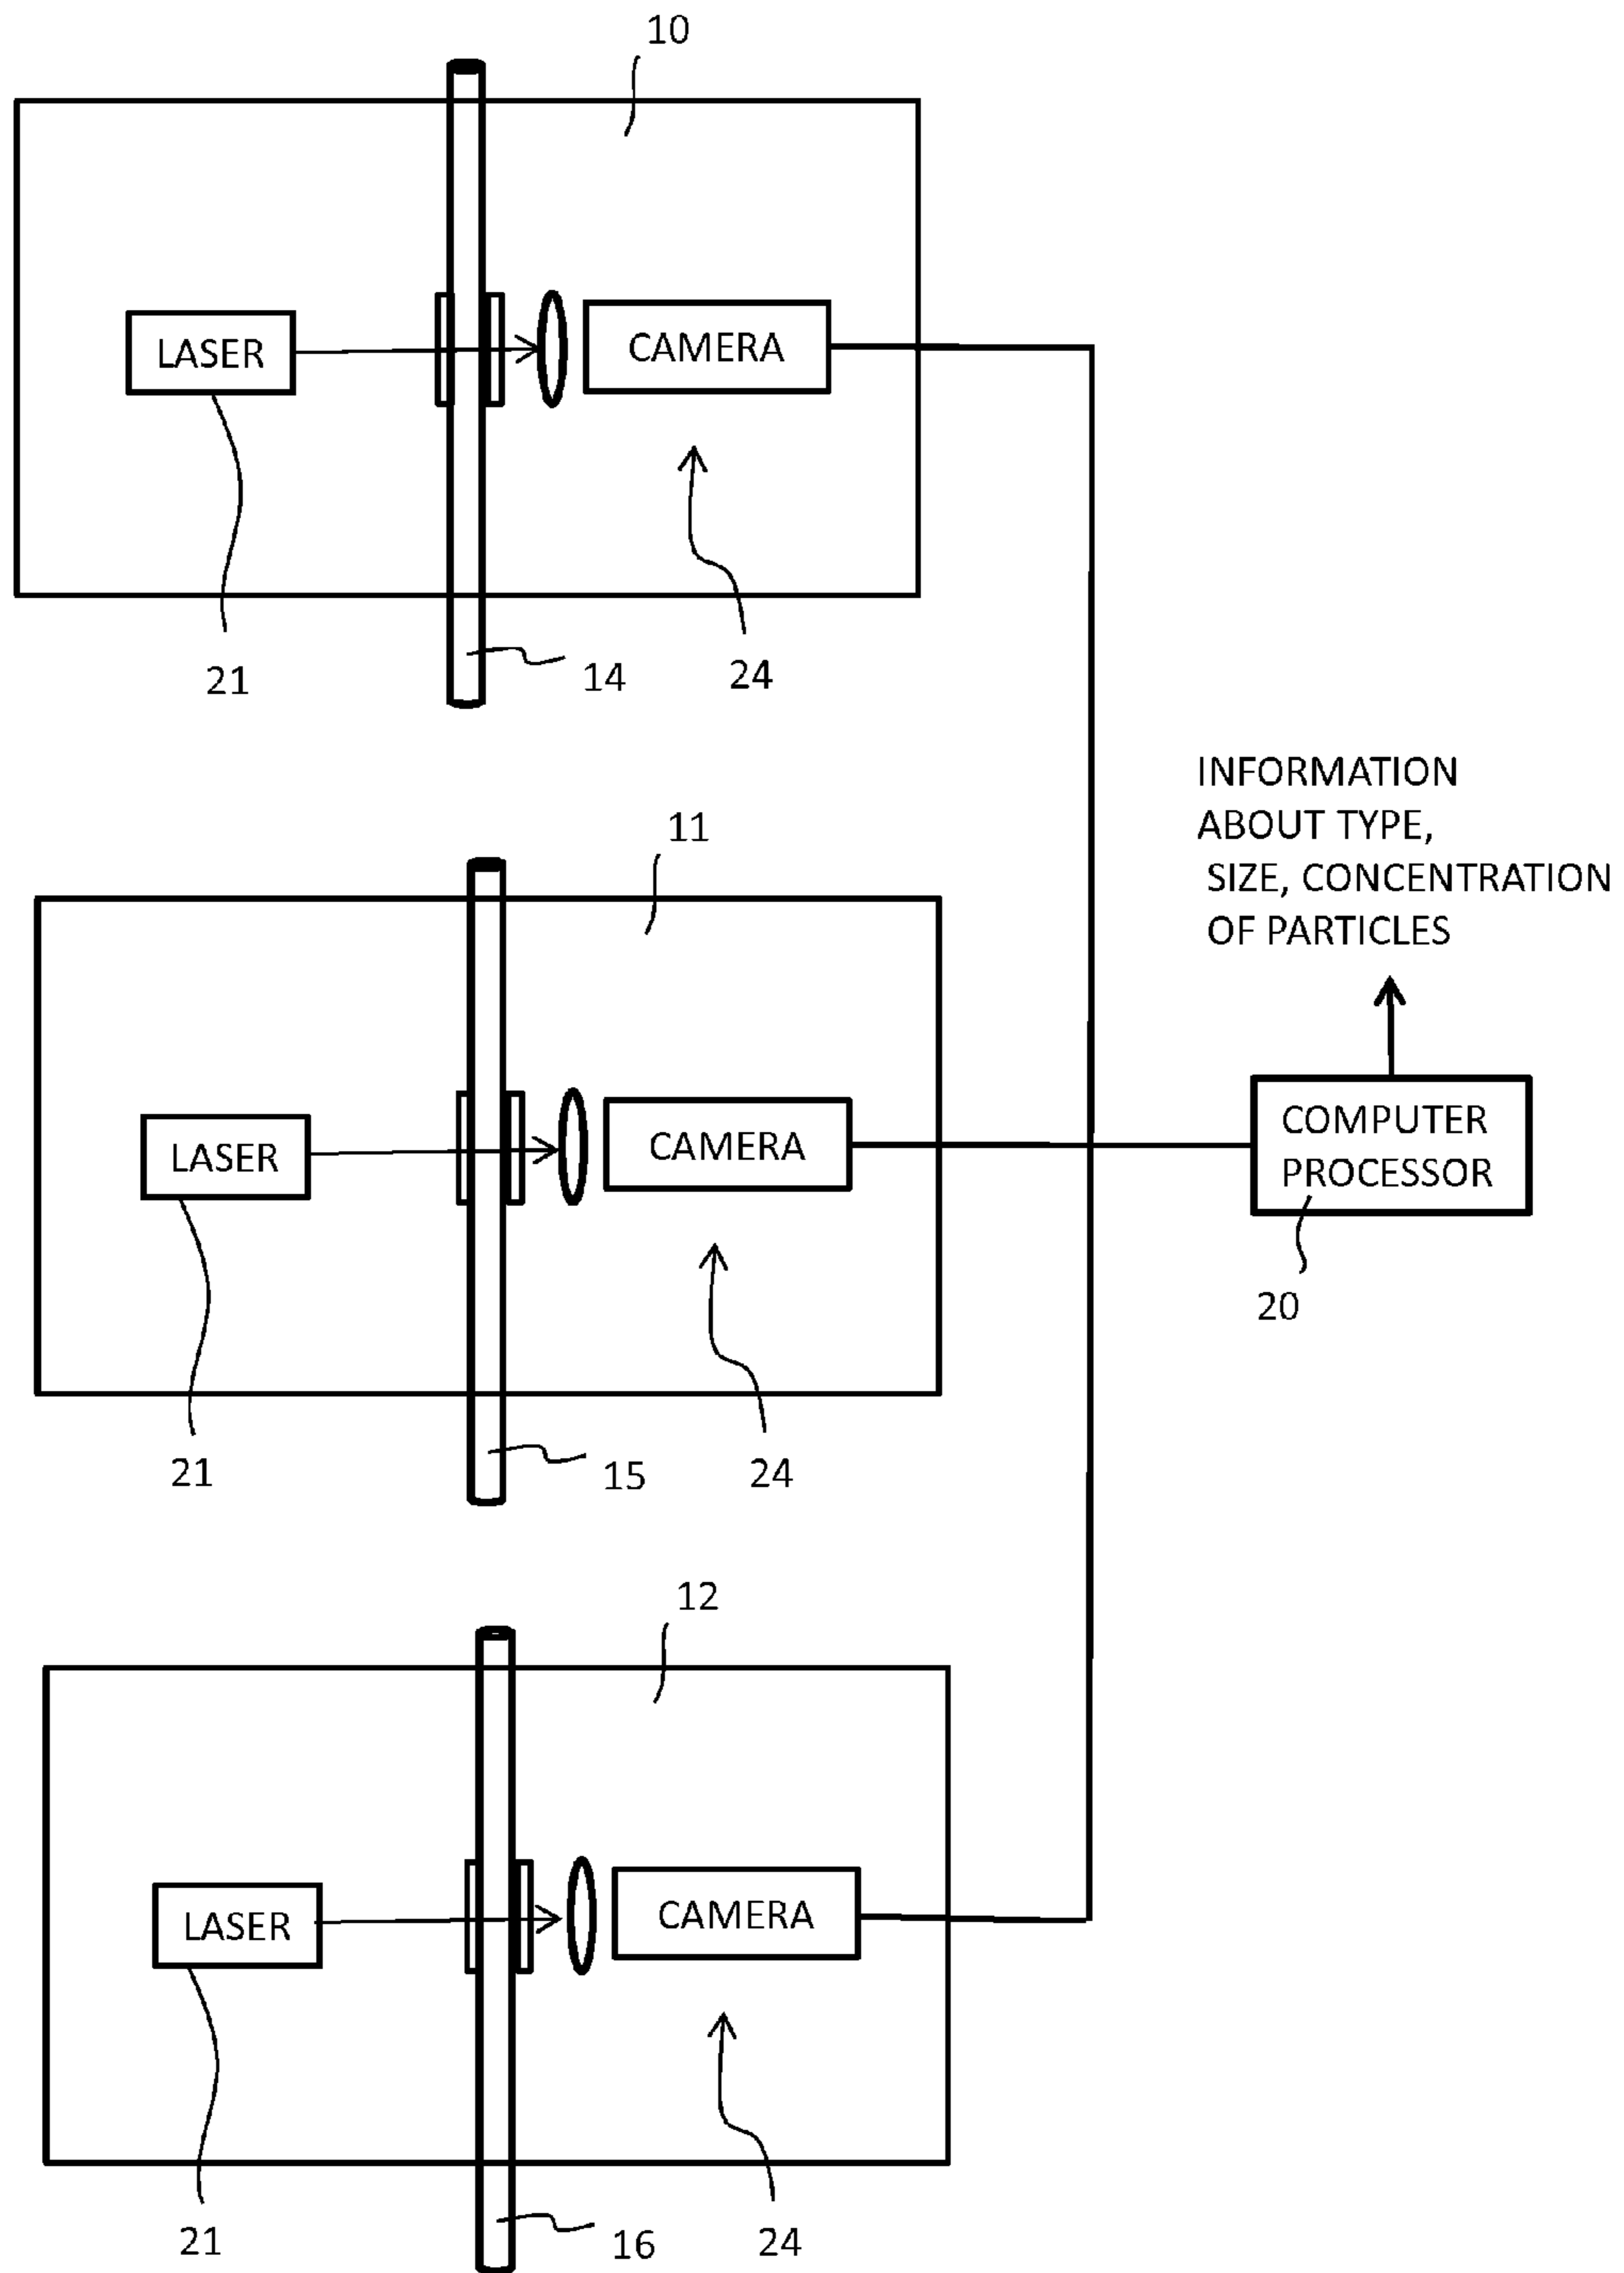 10
LASER
CAMERA
21
14
24
INFORMATION
ABOUT TYPE,
SIZE, CONCENTRATION
OF PARTICLES
11
LASER
CAMERA
COMPUTER
PROCESSOR
20
21
15
24
12
LASER
CAMERA
21
16
24